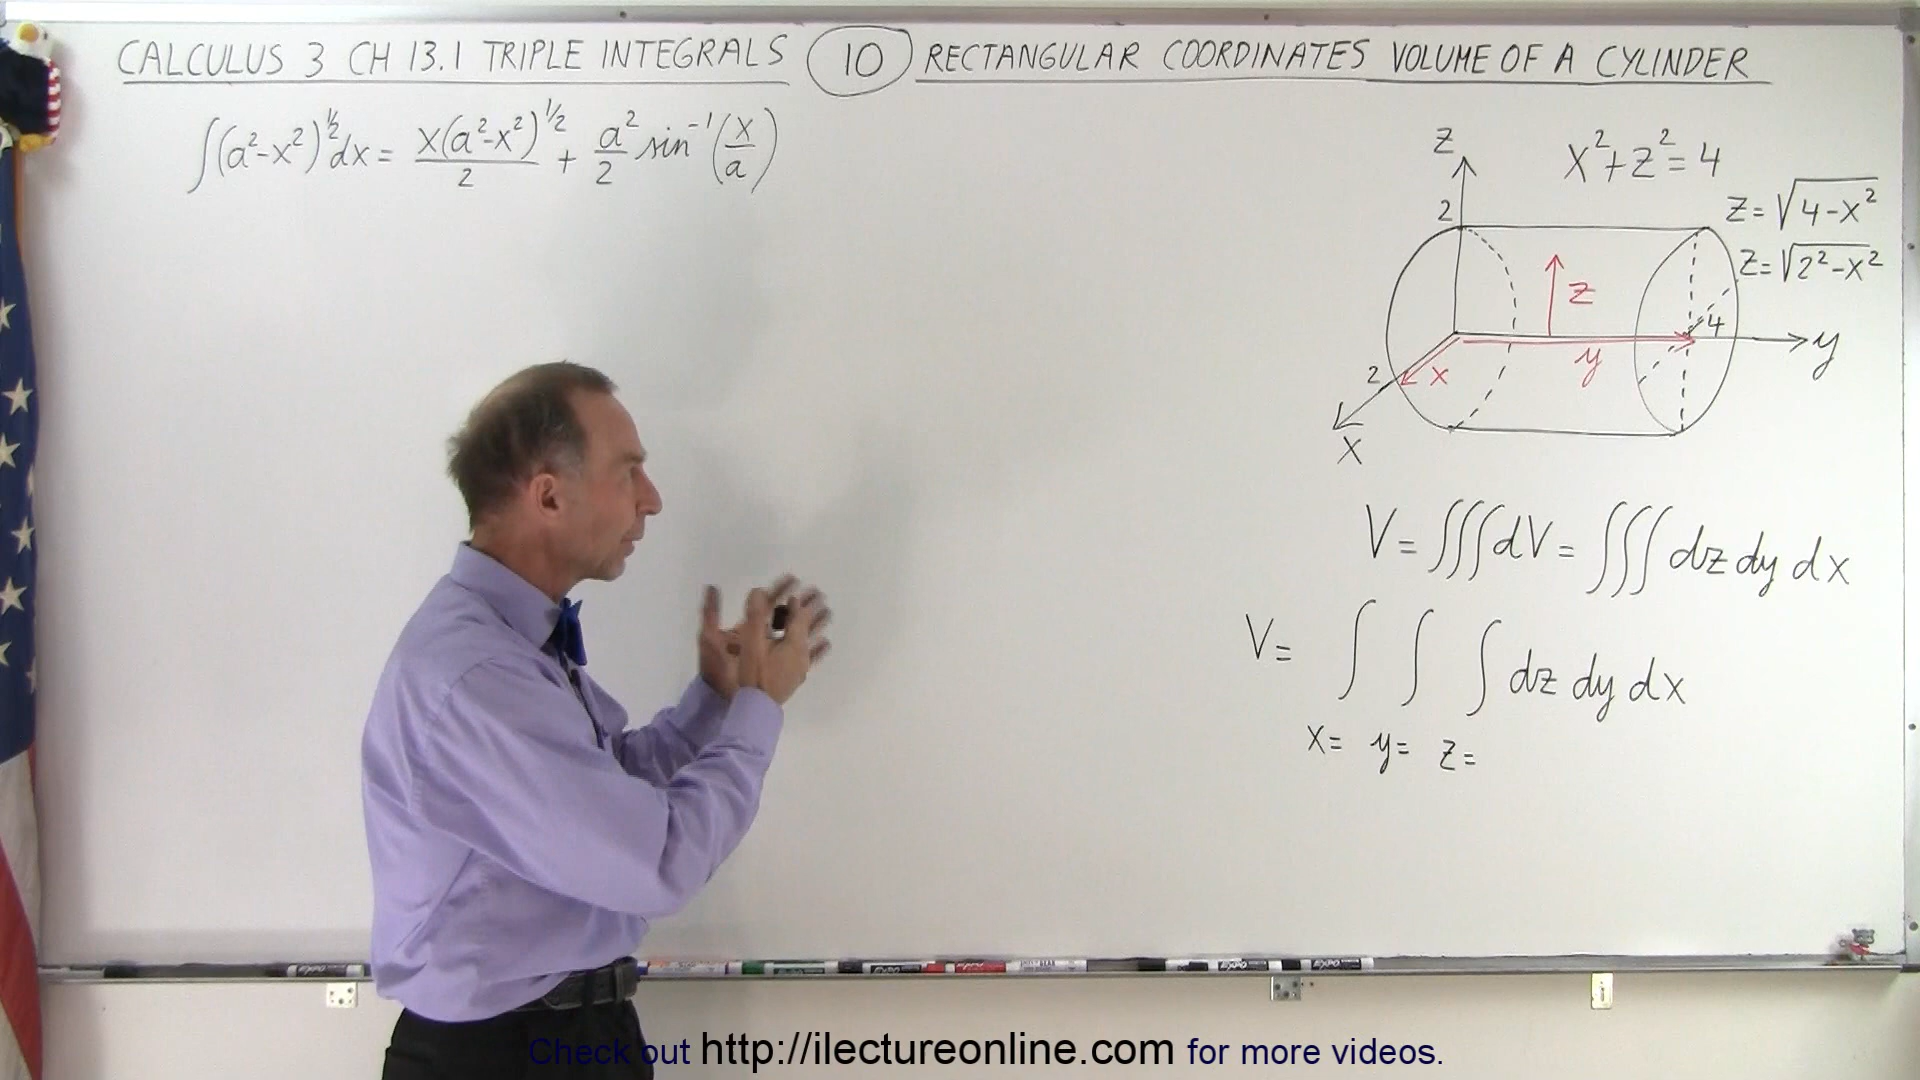 CALCULUS 3 CH 13.1 TRIPLE INTEGRALS (10) RECTANGULAR COORDINATES VOLUME OF A CYLINDER
∫(a²-x²)^½dx = x(a²-x²)^½/2 + a²/2 sin⁻¹(x/a)
z
x²+z²=4
2
z=√4-x²
z=√2²-x²
z
4
y
y
2
x
x
V=∫∫∫dV=∫∫∫dz dy dx
V= ∫ ∫ ∫ dz dy dx
x= y= z=
Check out http://ilectureonline.com for more videos.